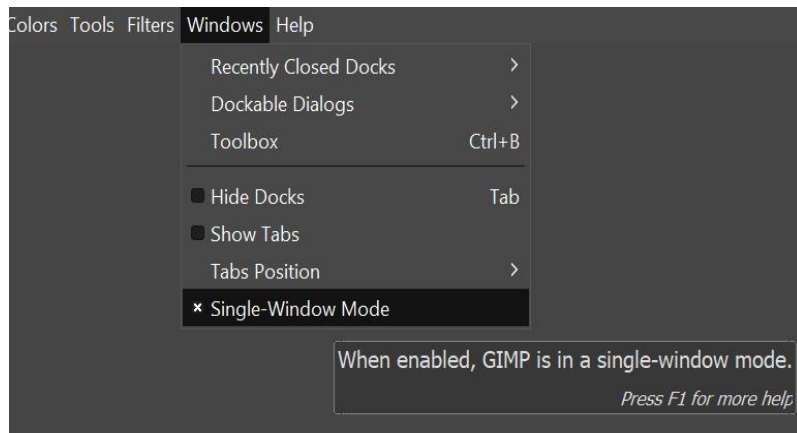 Colors Tools Filters Windows Help
Recently Closed Docks >
Dockable Dialogs >
Toolbox Ctrl+B
Hide Docks Tab
Show Tabs
Tabs Position >
× Single-Window Mode
When enabled, GIMP is in a single-window mode.
Press F1 for more help